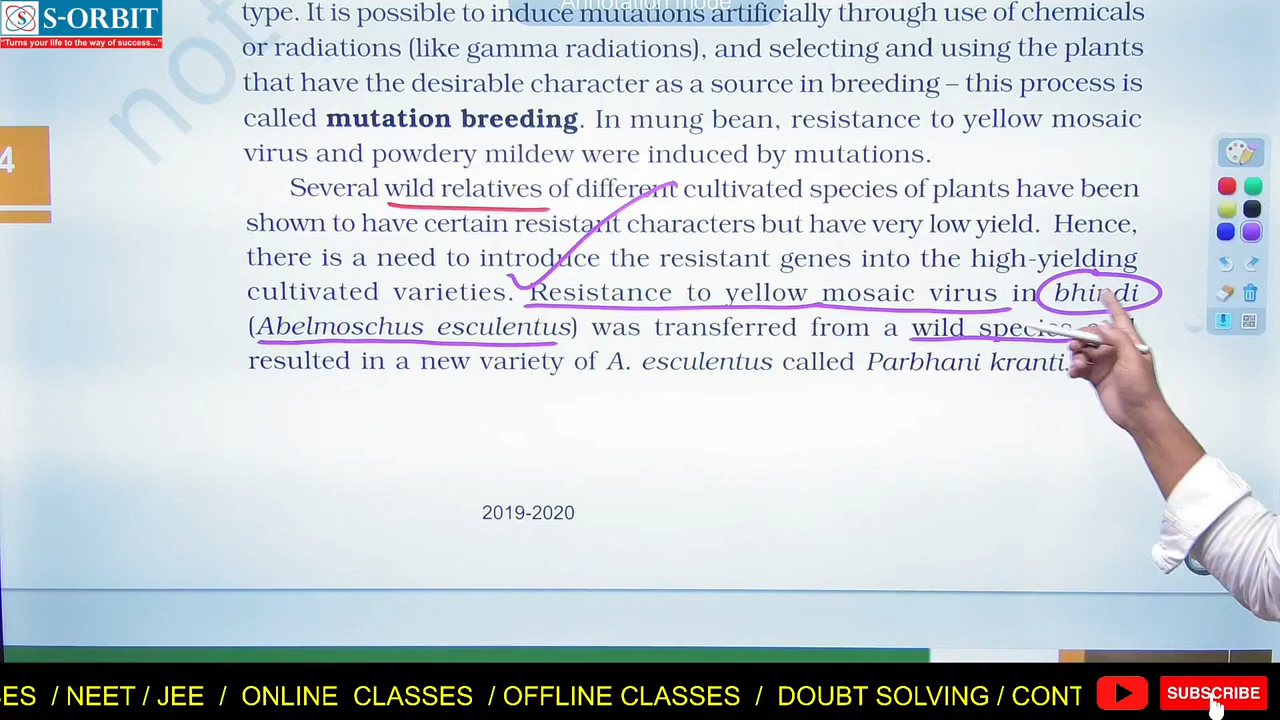 S-ORBIT
"Turns your life to the way of success..."
Annotation mode
type. It is possible to induce mutations artificially through use of chemicals
or radiations (like gamma radiations), and selecting and using the plants
that have the desirable character as a source in breeding – this process is
called mutation breeding. In mung bean, resistance to yellow mosaic
virus and powdery mildew were induced by mutations.
4
Several wild relatives of different cultivated species of plants have been
shown to have certain resistant characters but have very low yield. Hence,
there is a need to introduce the resistant genes into the high-yielding
cultivated varieties. Resistance to yellow mosaic virus in bhindi
(Abelmoschus esculentus) was transferred from a wild species
resulted in a new variety of A. esculentus called Parbhani kranti.
not
2019-2020
SES / NEET / JEE / ONLINE CLASSES / OFFLINE CLASSES / DOUBT SOLVING / CONT
SUBSCRIBE